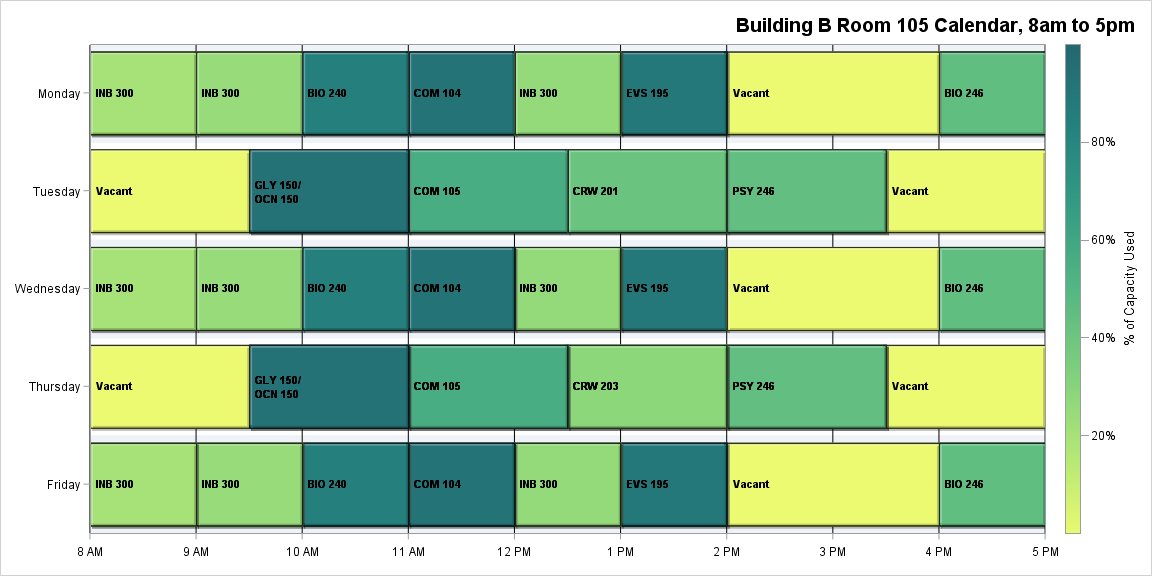 Building B Room 105 Calendar, 8am to 5pm
Monday
INB 300
INB 300
BIO 240
COM 104
INB 300
EVS 195
Vacant
BIO 246
Tuesday
Vacant
GLY 150/
OCN 150
COM 105
CRW 201
PSY 246
Vacant
Wednesday
INB 300
INB 300
BIO 240
COM 104
INB 300
EVS 195
Vacant
BIO 246
Thursday
Vacant
GLY 150/
OCN 150
COM 105
CRW 203
PSY 246
Vacant
Friday
INB 300
INB 300
BIO 240
COM 104
INB 300
EVS 195
Vacant
BIO 246
8 AM
9 AM
10 AM
11 AM
12 PM
1 PM
2 PM
3 PM
4 PM
5 PM
80%
60%
40%
20%
% of Capacity Used